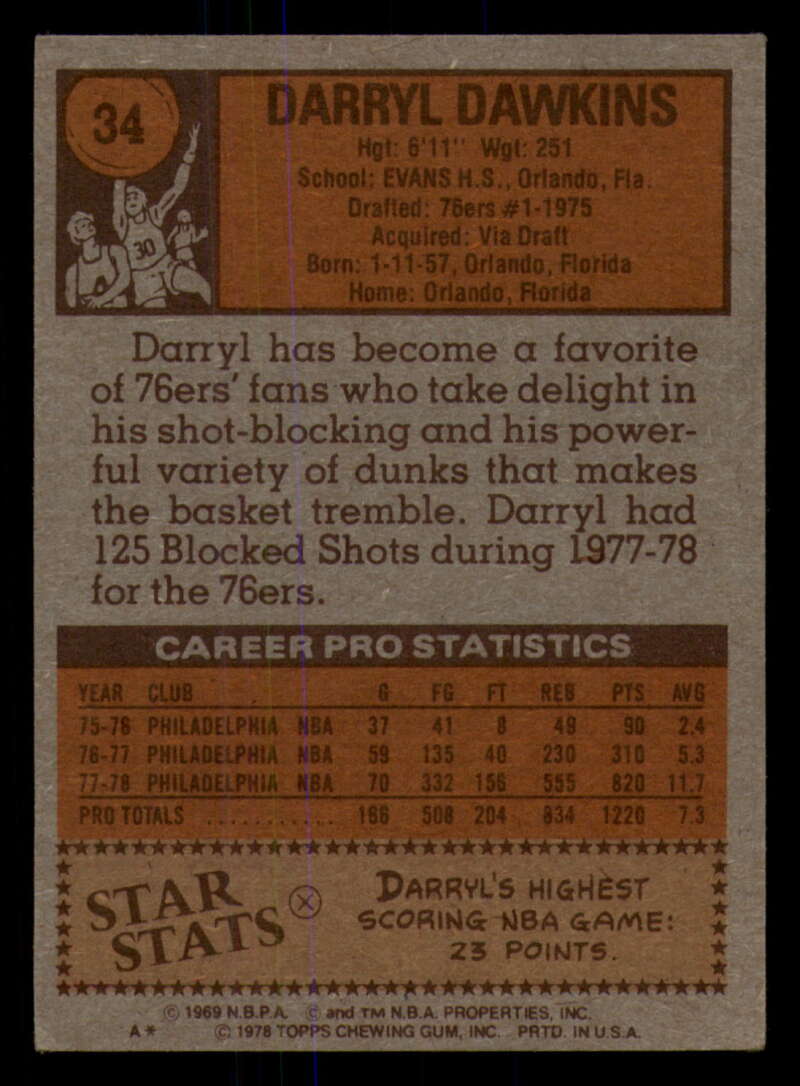 34
30
DARRYL DAWKINS
Hgt: 6'11" Wgt: 251
School: EVANS H.S., Orlando, Fla.
Drafted: 76ers #1-1975
Acquired: Via Draft
Born: 1-11-57, Orlando, Florida
Home: Orlando, Florida
Darryl has become a favorite
of 76ers' fans who take delight in
his shot-blocking and his power-
ful variety of dunks that makes
the basket tremble. Darryl had
125 Blocked Shots during 1977-78
for the 76ers.
CAREER PRO STATISTICS
YEAR CLUB G FG FT REB PTS AVG
75-76 PHILADELPHIA NBA 37 41 8 49 90 2.4
76-77 PHILADELPHIA NBA 59 135 40 230 310 5.3
77-78 PHILADELPHIA NBA 70 332 156 555 820 11.7
PRO TOTALS ........... 166 508 204 834 1220 7.3
STAR
STATS
DARRYL'S HIGHEST
SCORING NBA GAME:
23 POINTS.
© 1969 N.B.P.A. © and TM N.B.A. PROPERTIES, INC.
A* © 1978 TOPPS CHEWING GUM, INC. PRTD. IN U.S.A.